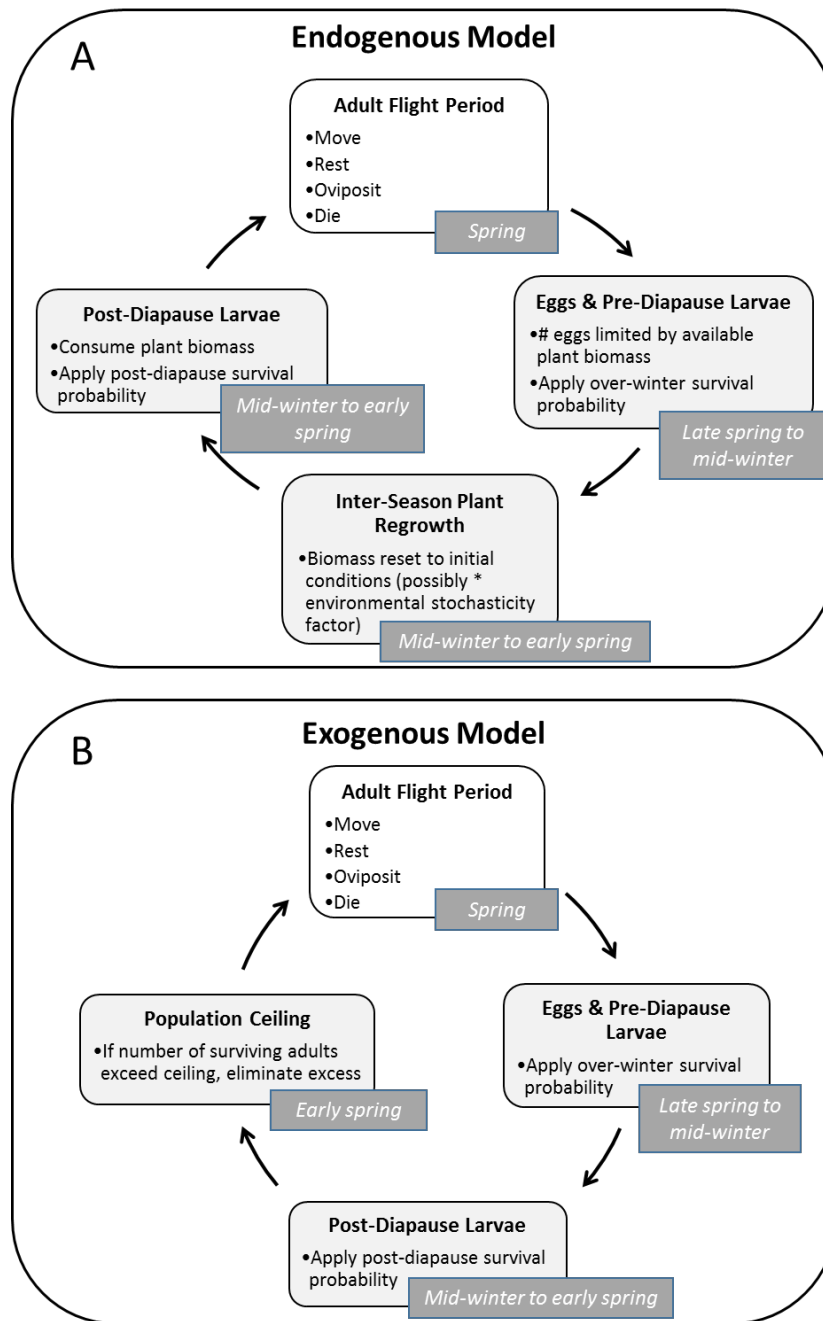 A
Endogenous Model
Adult Flight Period
•Move
•Rest
•Oviposit
•Die
Spring
Eggs & Pre-Diapause Larvae
•# eggs limited by available
plant biomass
•Apply over-winter survival
probability
Late spring to
mid-winter
Inter-Season Plant
Regrowth
•Biomass reset to initial
conditions (possibly *
environmental stochasticity
factor)
Mid-winter to early spring
Post-Diapause Larvae
•Consume plant biomass
•Apply post-diapause survival
probability
Mid-winter to early
spring
B
Exogenous Model
Adult Flight Period
•Move
•Rest
•Oviposit
•Die
Spring
Eggs & Pre-Diapause
Larvae
•Apply over-winter survival
probability
Late spring to
mid-winter
Post-Diapause Larvae
•Apply post-diapause survival
probability
Mid-winter to early spring
Population Ceiling
•If number of surviving adults
exceed ceiling, eliminate excess
Early spring